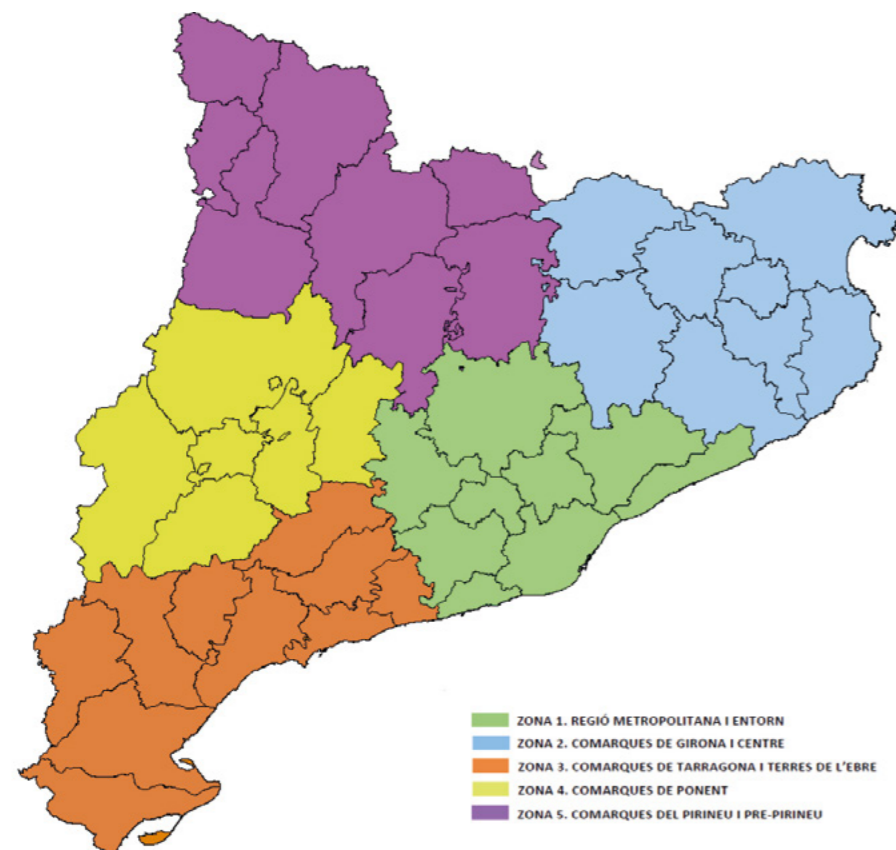 ZONA 1. REGIÓ METROPOLITANA I ENTORN
ZONA 2. COMARQUES DE GIRONA I CENTRE
ZONA 3. COMARQUES DE TARRAGONA I TERRES DE L'EBRE
ZONA 4. COMARQUES DE PONENT
ZONA 5. COMARQUES DEL PIRINEU I PRE-PIRINEU